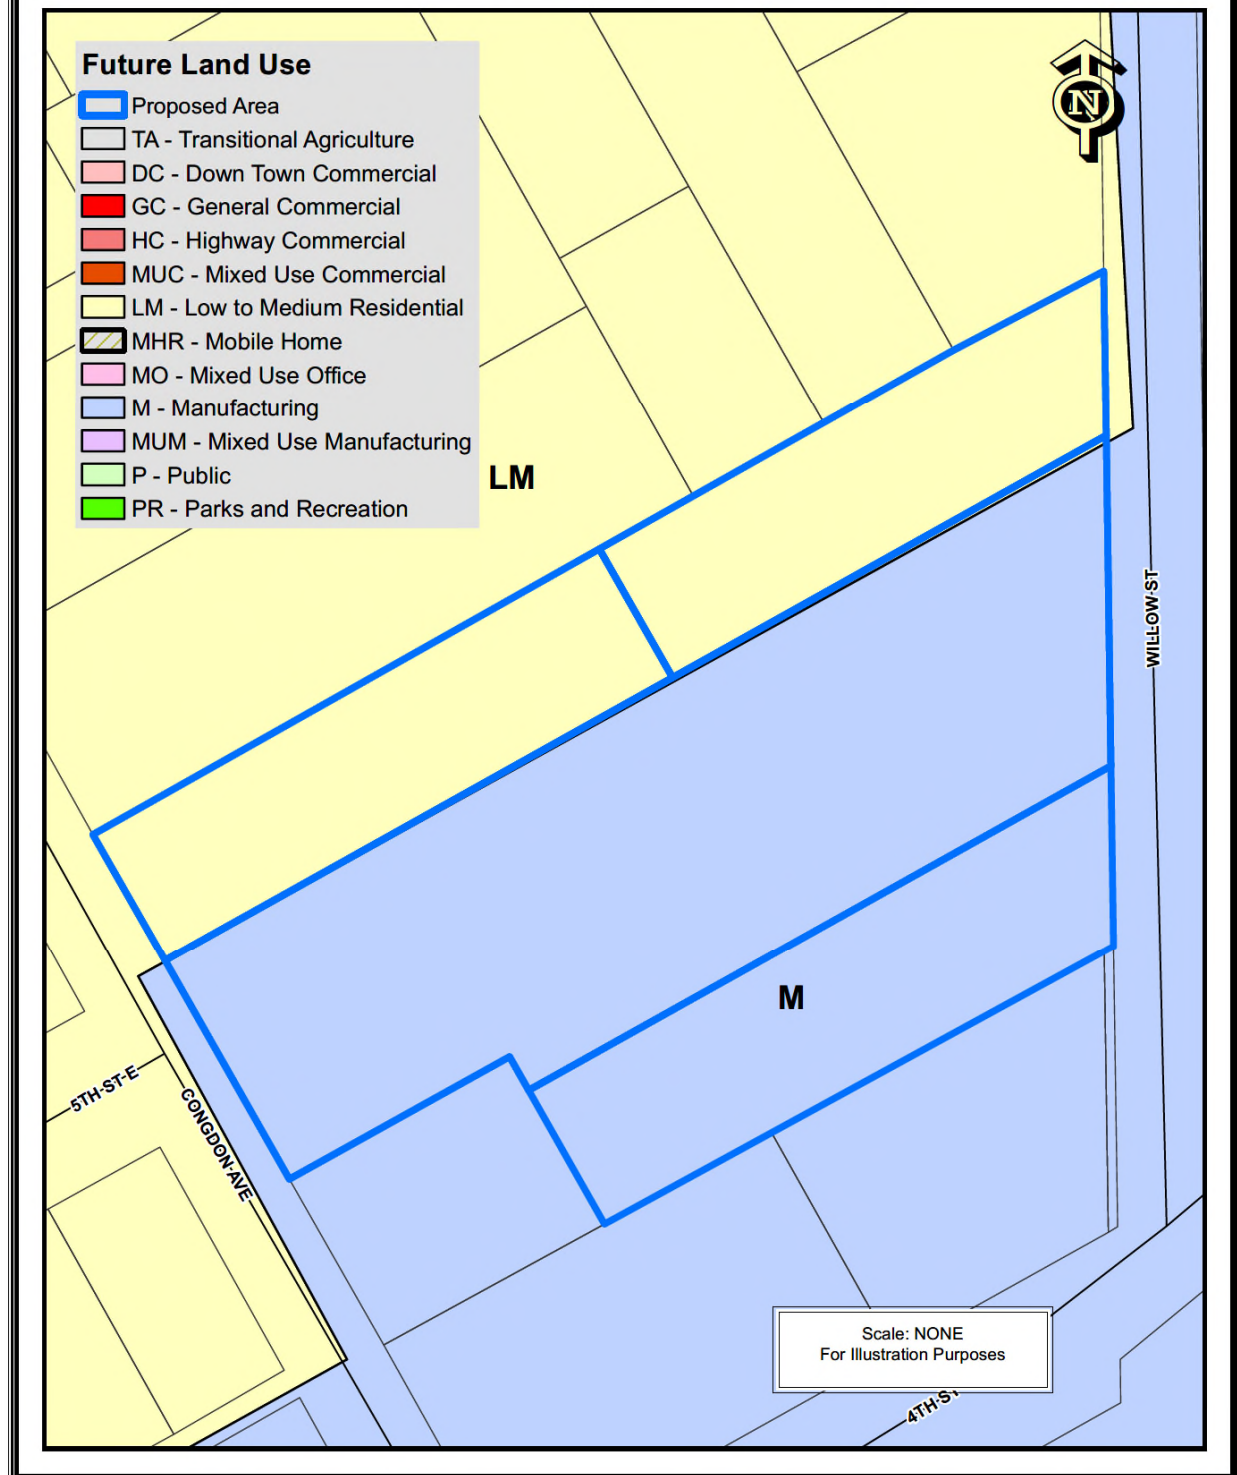 Future Land Use
Proposed Area
TA - Transitional Agriculture
DC - Down Town Commercial
GC - General Commercial
HC - Highway Commercial
MUC - Mixed Use Commercial
LM - Low to Medium Residential
MHR - Mobile Home
MO - Mixed Use Office
M - Manufacturing
MUM - Mixed Use Manufacturing
P - Public
PR - Parks and Recreation
N
LM
WILLOW ST
M
5TH ST E
CONGDON AVE
Scale: NONE
For Illustration Purposes
4TH ST